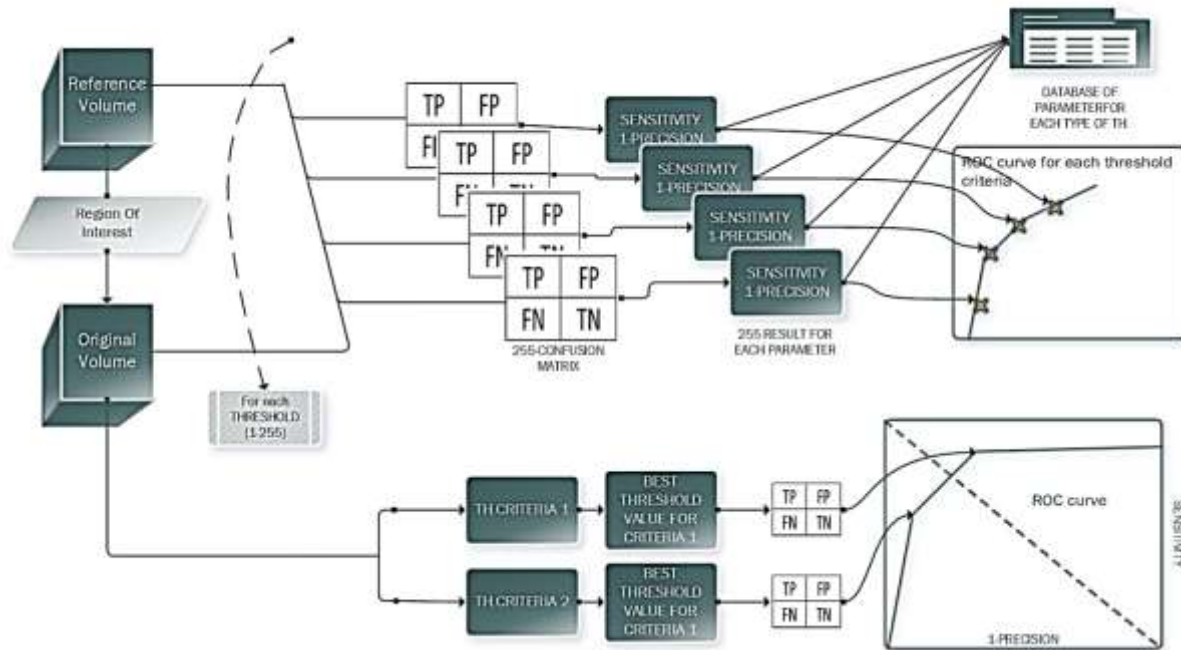 Reference
Volume
Region Of
Interest
Original
Volume
For each
THRESHOLD
(1-255)
TP FP
TP FP
FN TN
TP FP
FN TN
TP FP
FN TN
255-CONFUSION
MATRIX
SENSITIVITY
1-PRECISION
SENSITIVITY
1-PRECISION
SENSITIVITY
1-PRECISION
SENSITIVITY
1-PRECISION
255 RESULT FOR
EACH PARAMETER
DATABASE OF
PARAMETERFOR
EACH TYPE OF TH
ROC curve for each threshold
criteria
TH CRITERIA 1
BEST
THRESHOLD
VALUE FOR
CRITERIA 1
TP FP
FN TN
TH CRITERIA 2
BEST
THRESHOLD
VALUE FOR
CRITERIA 1
TP FP
FN TN
ROC curve
SENSITIVITY
1-PRECISION